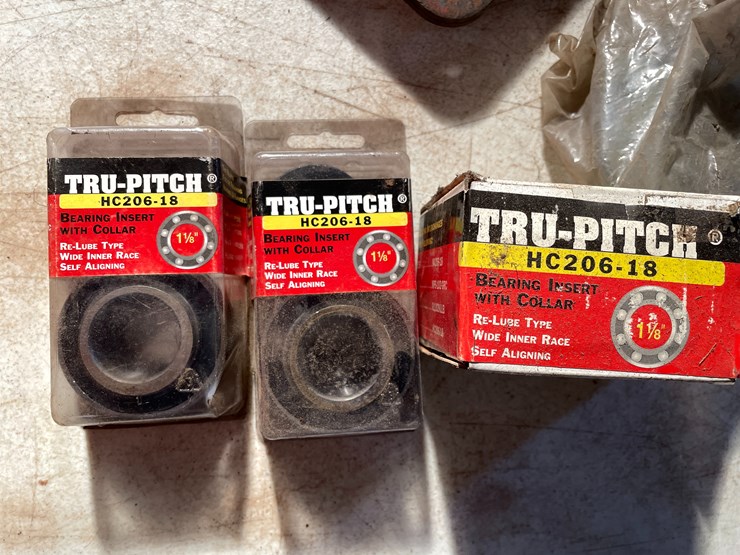 TRU-PITCH®
HC206-18
BEARING INSERT
WITH COLLAR
RE-LUBE TYPE
WIDE INNER RACE
SELF ALIGNING
1⅛"
TRU-PITCH®
HC206-18
BEARING INSERT
WITH COLLAR
RE-LUBE TYPE
WIDE INNER RACE
SELF ALIGNING
1⅛"
TRU-PITCH®
HC206-18
BEARING INSERT
WITH COLLAR
RE-LUBE TYPE
WIDE INNER RACE
SELF ALIGNING
1⅛"